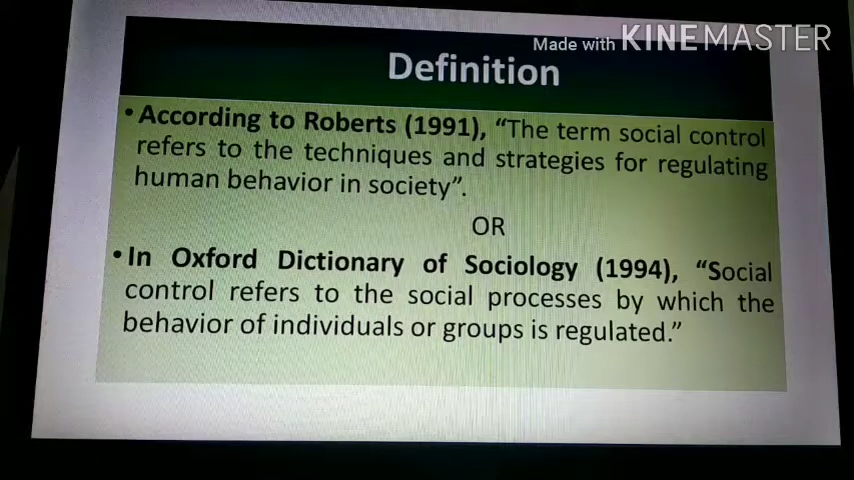 Made with KINEMASTER
Definition
• According to Roberts (1991), “The term social control
refers to the techniques and strategies for regulating
human behavior in society”.
OR
• In Oxford Dictionary of Sociology (1994), “Social
control refers to the social processes by which the
behavior of individuals or groups is regulated.”